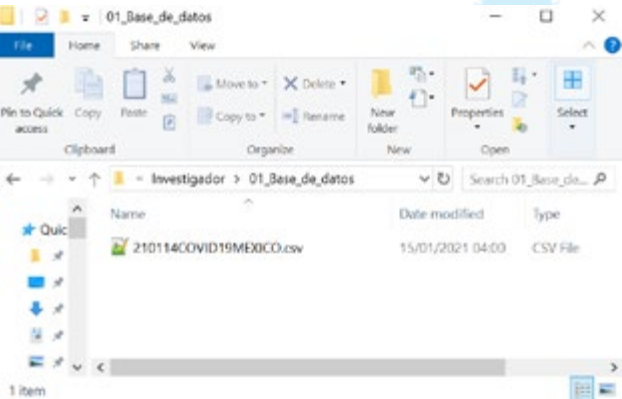 01_Base_de_datos
File Home Share View
Pin to Quick access
Copy
Paste
Move to
Copy to
Delete
Rename
New folder
Properties
Select
Clipboard Organize New Open
Investigador > 01_Base_de_datos
Search 01_Base_de...
Name Date modified Type
Quic
210114COVID19MEXICO.csv 15/01/2021 04:00 CSV File
1 item